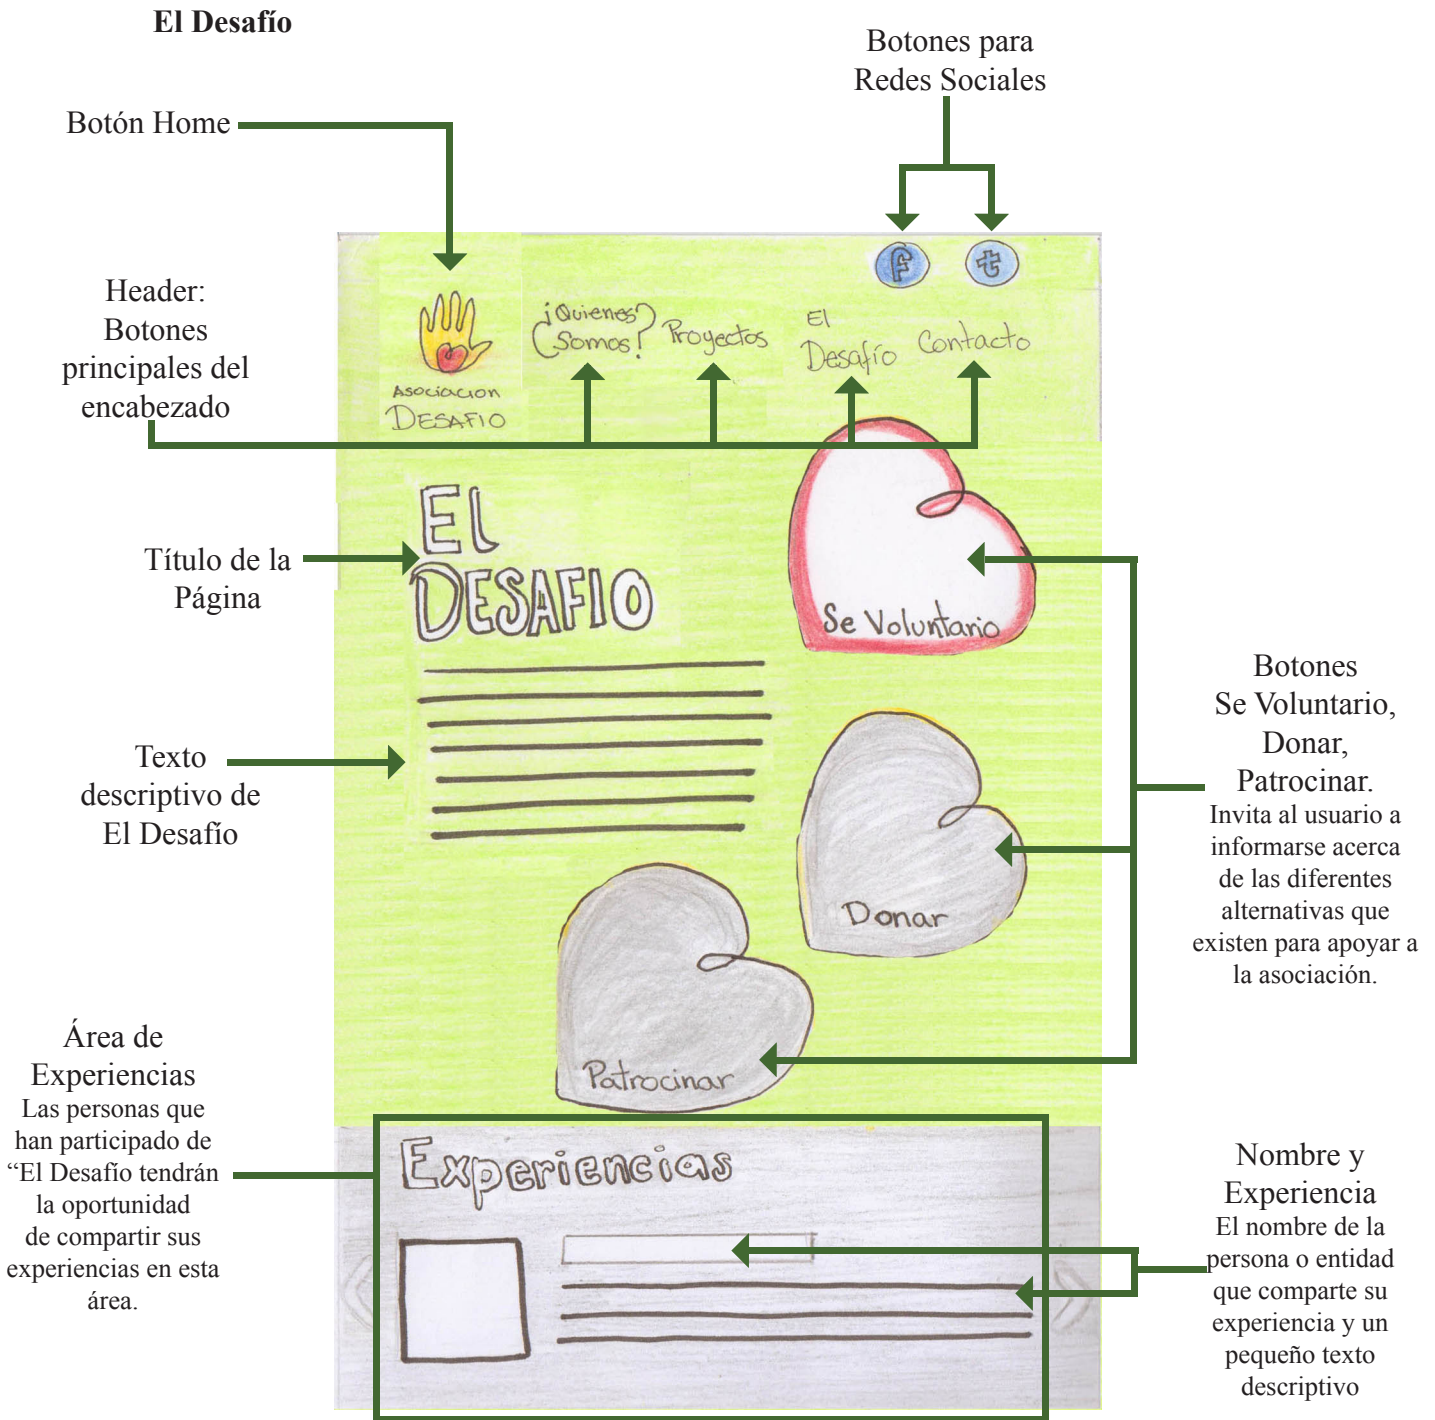 El Desafío
Botones para
Redes Sociales
Botón Home
Header:
Botones
principales del
encabezado
f
t
Asociacion
DESAFIO
¿Quienes
Somos?
Proyectos
El
Desafío
Contacto
Título de la
Página
El
DESAFIO
Se Voluntario
Texto
descriptivo de
El Desafío
Botones
Se Voluntario,
Donar,
Patrocinar.
Invita al usuario a
informarse acerca
de las diferentes
alternativas que
existen para apoyar a
la asociación.
Donar
Patrocinar
Área de
Experiencias
Las personas que
han participado de
“El Desafío tendrán
la oportunidad
de compartir sus
experiencias en esta
área.
Experiencias
Nombre y
Experiencia
El nombre de la
persona o entidad
que comparte su
experiencia y un
pequeño texto
descriptivo